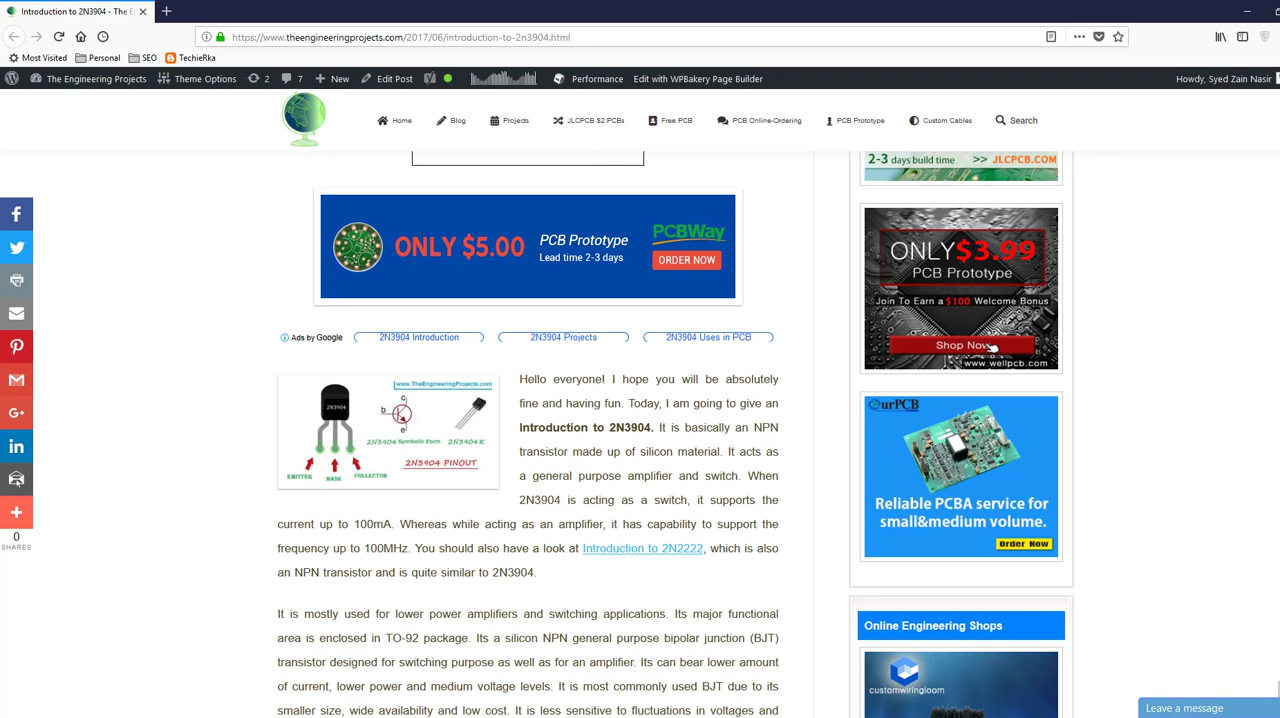 Introduction to 2N3904 - The E
https://www.theengineeringprojects.com/2017/06/introduction-to-2n3904.html
Most Visited Personal SEO TechieRka
The Engineering Projects Theme Options 2 7 New Edit Post Performance Edit with WPBakery Page Builder Howdy, Syed Zain Nasir
Home Blog Projects JLCPCB $2 PCBs Free PCB PCB Online-Ordering PCB Prototype Custom Cables Search
2-3 days build time >> JLCPCB.COM
ONLY $5.00
PCB Prototype
Lead time 2-3 days
PCBWay
ORDER NOW
Ads by Google 2N3904 Introduction 2N3904 Projects 2N3904 Uses in PCB
www.TheEngineeringProjects.com
2N3904
c
b
e
2N3904 Symbolic Form 2N3904 IC
2N3904 PINOUT
EMITTER BASE COLLECTOR
Hello everyone! I hope you will be absolutely
fine and having fun. Today, I am going to give an
Introduction to 2N3904. It is basically an NPN
transistor made up of silicon material. It acts as
a general purpose amplifier and switch. When
2N3904 is acting as a switch, it supports the
current up to 100mA. Whereas while acting as an amplifier, it has capability to support the
frequency up to 100MHz. You should also have a look at Introduction to 2N2222, which is also
an NPN transistor and is quite similar to 2N3904.
It is mostly used for lower power amplifiers and switching applications. Its major functional
area is enclosed in TO-92 package. Its a silicon NPN general purpose bipolar junction (BJT)
transistor designed for switching purpose as well as for an amplifier. Its can bear lower amount
of current, lower power and medium voltage levels. It is most commonly used BJT due to its
smaller size, wide availability and low cost. It is less sensitive to fluctuations in voltages and
ONLY $3.99
PCB Prototype
Join To Earn a $100 Welcome Bonus
Shop Now
www.wellpcb.com
OurPCB
Reliable PCBA service for
small&medium volume.
Order Now
Online Engineering Shops
customwiringloom
0
SHARES
Leave a message